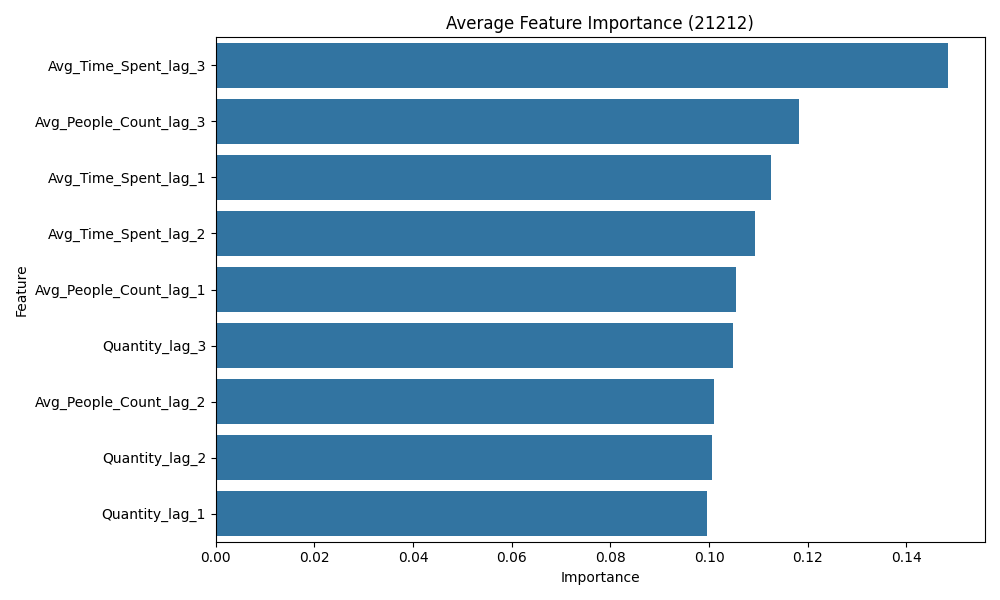 Average Feature Importance (21212)
Avg_Time_Spent_lag_3
Avg_People_Count_lag_3
Avg_Time_Spent_lag_1
Avg_Time_Spent_lag_2
Avg_People_Count_lag_1
Quantity_lag_3
Avg_People_Count_lag_2
Quantity_lag_2
Quantity_lag_1
Feature
0.00 0.02 0.04 0.06 0.08 0.10 0.12 0.14
Importance